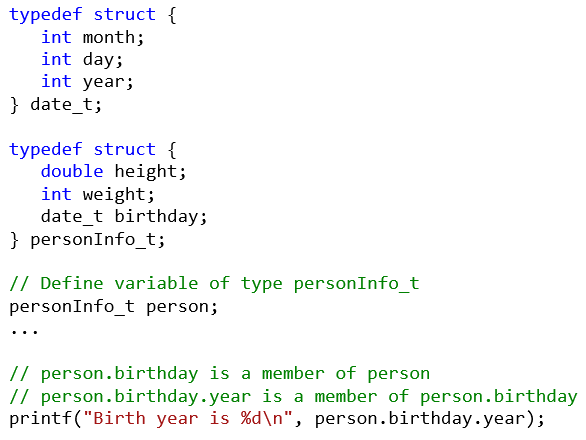 typedef struct {
   int month;
   int day;
   int year;
} date_t;

typedef struct {
   double height;
   int weight;
   date_t birthday;
} personInfo_t;

// Define variable of type personInfo_t
personInfo_t person;
...

// person.birthday is a member of person
// person.birthday.year is a member of person.birthday
printf("Birth year is %d\n", person.birthday.year);